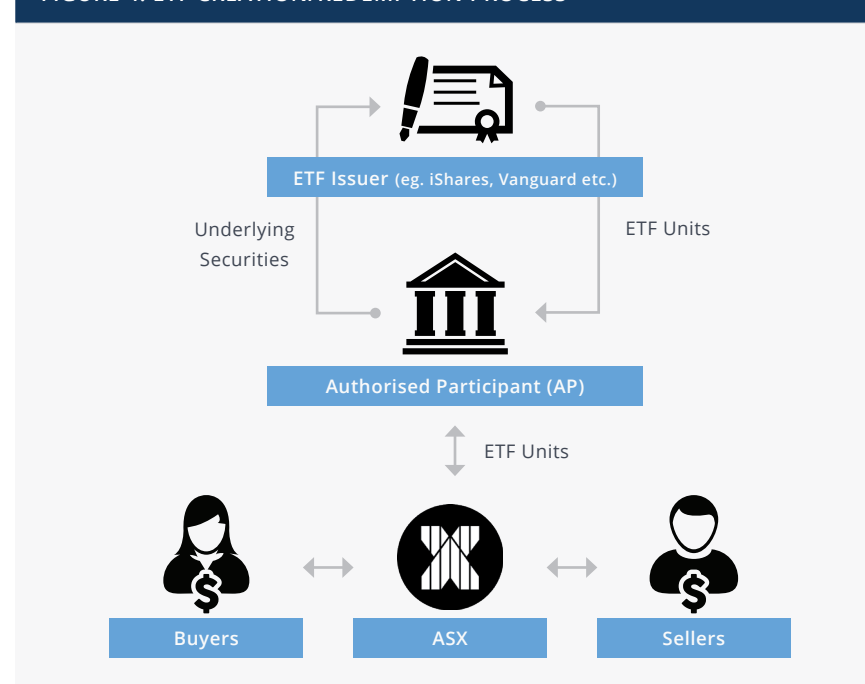 ETF Issuer (eg. iShares, Vanguard etc.)
Underlying
Securities
ETF Units
Authorised Participant (AP)
ETF Units
Buyers
ASX
Sellers